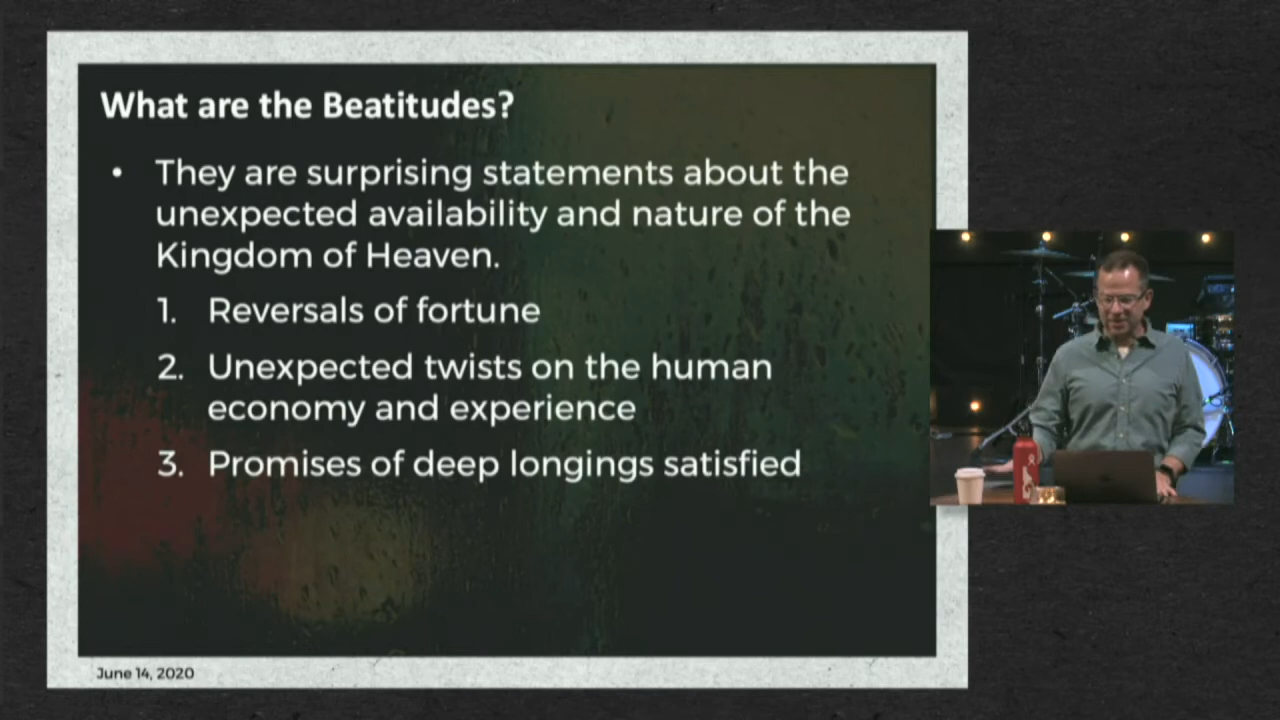 What are the Beatitudes?
• They are surprising statements about the
unexpected availability and nature of the
Kingdom of Heaven.
1. Reversals of fortune
2. Unexpected twists on the human
economy and experience
3. Promises of deep longings satisfied
June 14, 2020